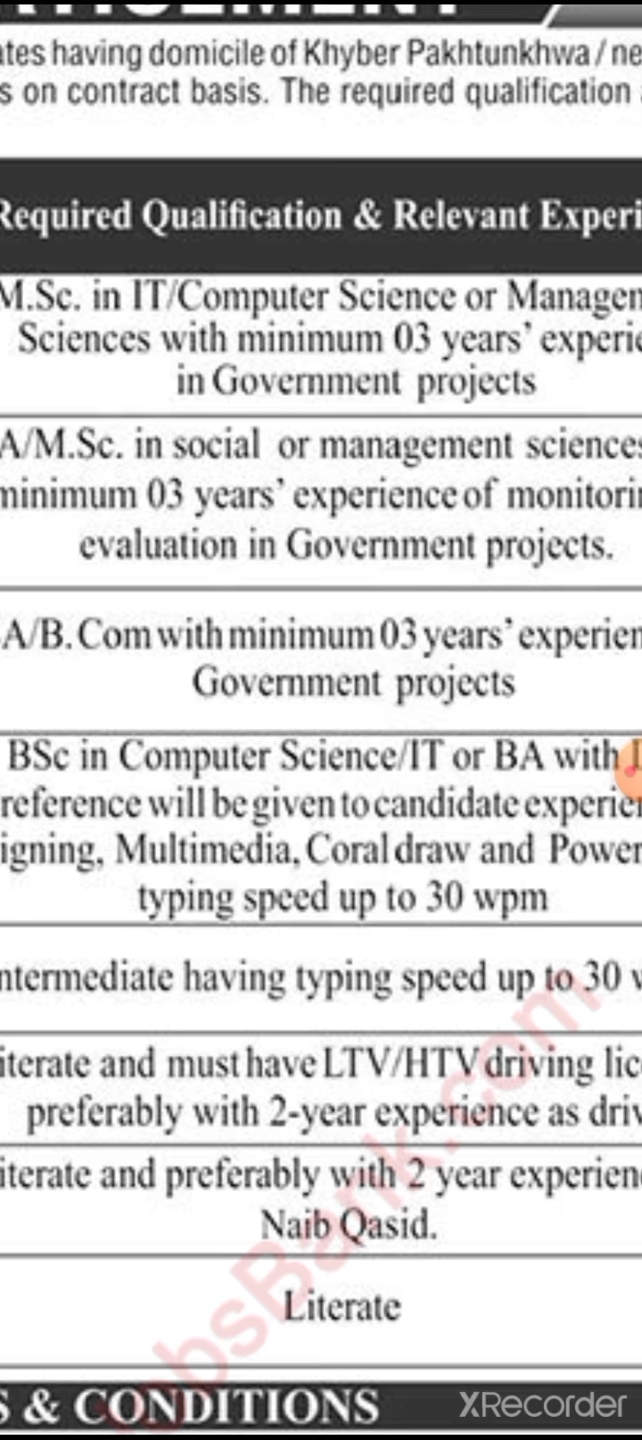 ates having domicile of Khyber Pakhtunkhwa / ne
s on contract basis. The required qualification
Required Qualification & Relevant Experi
M.Sc. in IT/Computer Science or Managem
Sciences with minimum 03 years' experie
in Government projects
A/M.Sc. in social or management sciences
minimum 03 years' experience of monitorin
evaluation in Government projects.
A/B. Com with minimum 03 years' experien
Government projects
BSc in Computer Science/IT or BA with
reference will be given to candidate experien
igning, Multimedia, Coral draw and Power
typing speed up to 30 wpm
ntermediate having typing speed up to 30 w
iterate and must have LTV/HTV driving lice
preferably with 2-year experience as driv
iterate and preferably with 2 year experienc
Naib Qasid.
Literate
JobsBank.com
S & CONDITIONS
XRecorder